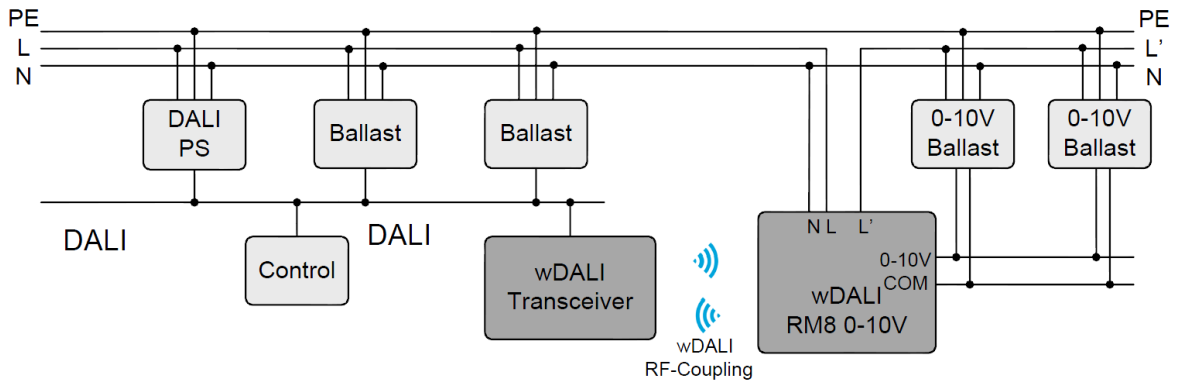 PE
L
N
PE
L'
N
DALI
PS
Ballast
Ballast
0-10V
Ballast
0-10V
Ballast
DALI
DALI
Control
wDALI
Transceiver
wDALI
RF-Coupling
N L L'
0-10V
COM
wDALI
RM8 0-10V